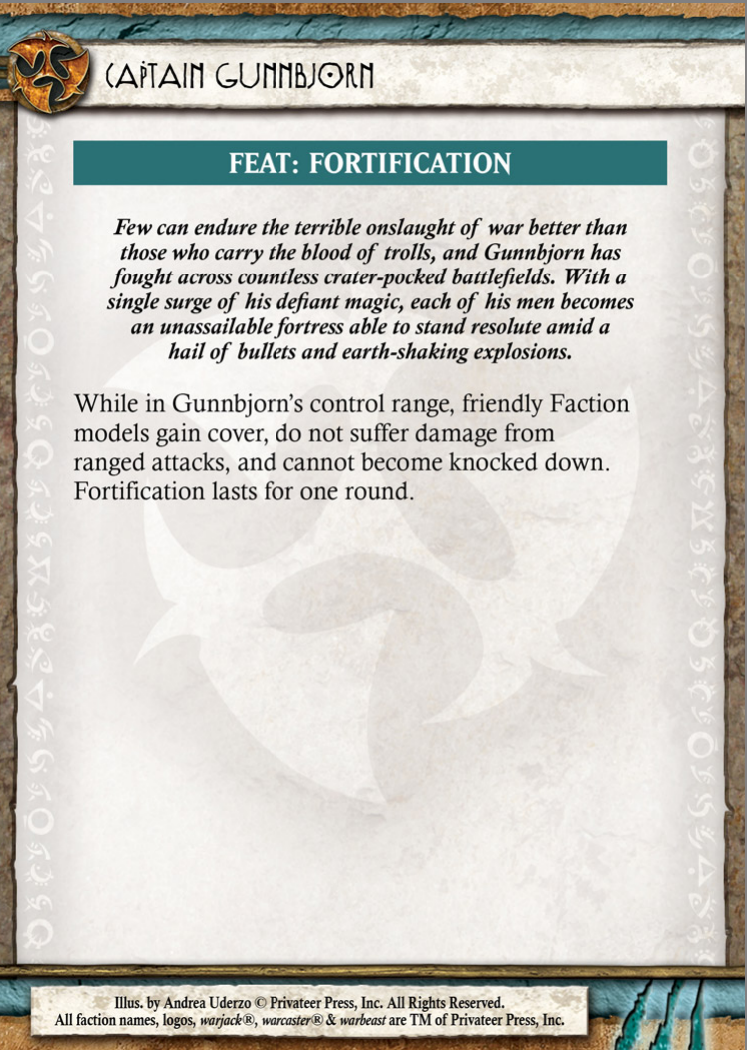 CAPTAIN GUNNBJORN
FEAT: FORTIFICATION
Few can endure the terrible onslaught of war better than
those who carry the blood of trolls, and Gunnbjorn has
fought across countless crater-pocked battlefields. With a
single surge of his defiant magic, each of his men becomes
an unassailable fortress able to stand resolute amid a
hail of bullets and earth-shaking explosions.
While in Gunnbjorn’s control range, friendly Faction
models gain cover, do not suffer damage from
ranged attacks, and cannot become knocked down.
Fortification lasts for one round.
Illus. by Andrea Uderzo © Privateer Press, Inc. All Rights Reserved.
All faction names, logos, warjack®, warcaster® & warbeast are TM of Privateer Press, Inc.